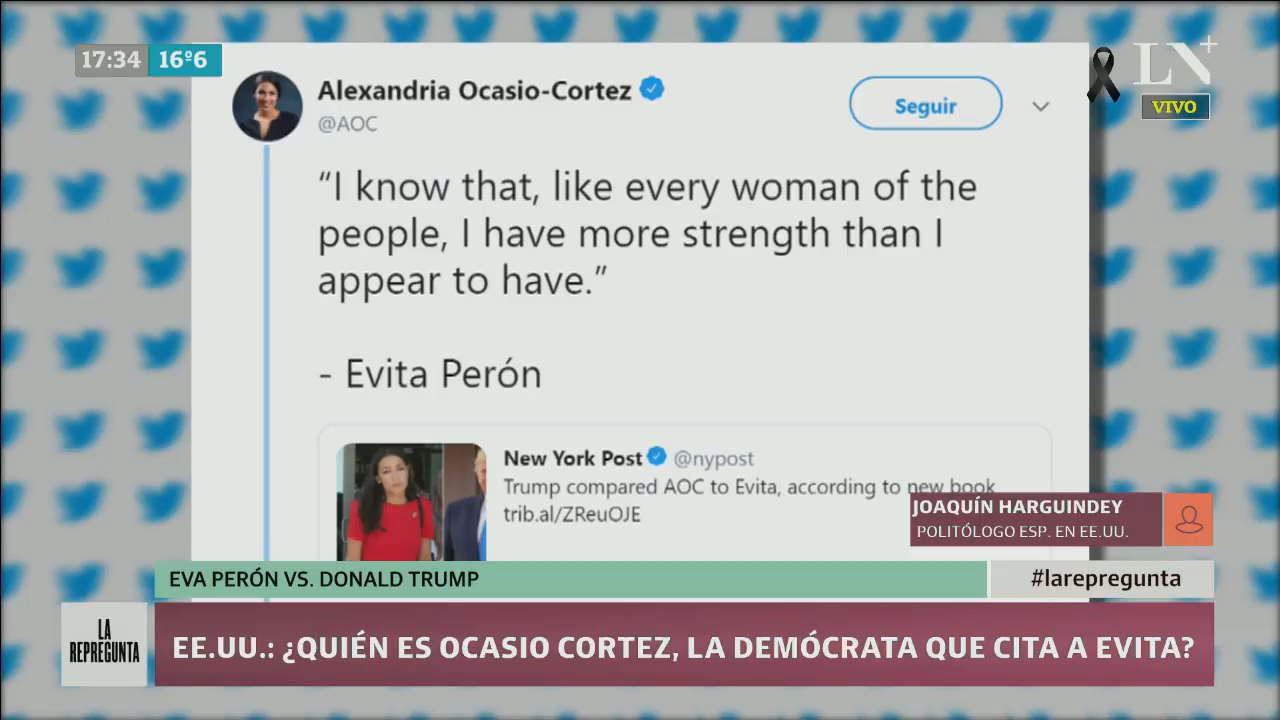 17:34 16º6
LN+
VIVO
Alexandria Ocasio-Cortez
@AOC
Seguir
“I know that, like every woman of the
people, I have more strength than I
appear to have.”
- Evita Perón
New York Post @nypost
Trump compared AOC to Evita, according to new book
trib.al/ZReuOJE
JOAQUÍN HARGUINDEY
POLITÓLOGO ESP. EN EE.UU.
EVA PERÓN VS. DONALD TRUMP
#larepregunta
LA
REPREGUNTA
EE.UU.: ¿QUIÉN ES OCASIO CORTEZ, LA DEMÓCRATA QUE CITA A EVITA?